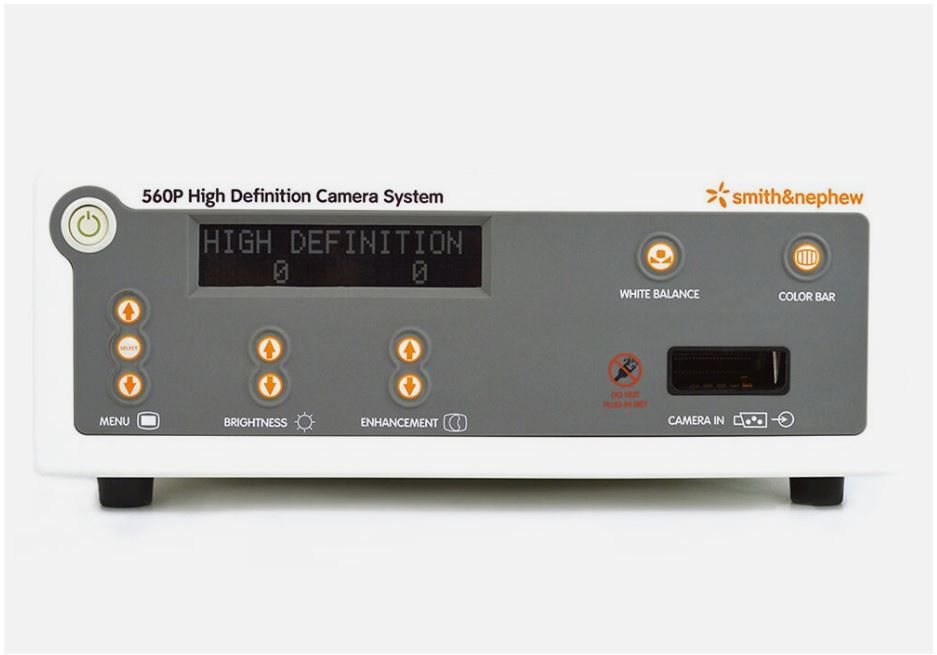 560P High Definition Camera System
smith&nephew
HIGH DEFINITION
0 0
WHITE BALANCE
COLOR BAR
SELECT
DO NOT
PLUG-IN WET
MENU
BRIGHTNESS
ENHANCEMENT
CAMERA IN